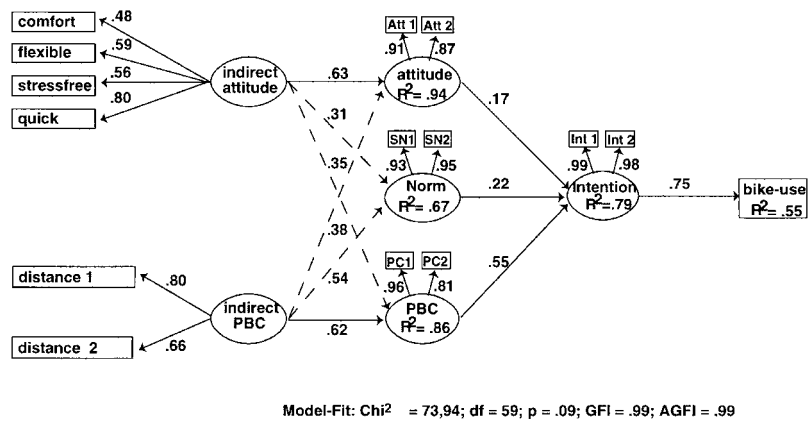 comfort
.48
flexible
.59
stressfree
.56
quick
.80
indirect
attitude
.63
.31
.35
.38
.54
.62
Att 1
Att 2
.91
.87
attitude
R² = .94
.17
SN1
SN2
.93
.95
Norm
R² = .67
.22
Int 1
Int 2
.99
.98
Intention
R²=.79
.75
bike-use
R² = .55
distance 1
.80
distance 2
.66
indirect
PBC
PC1
PC2
.96
.81
PBC
R² = .86
.55
Model-Fit: Chi² = 73,94; df = 59; p = .09; GFI = .99; AGFI = .99